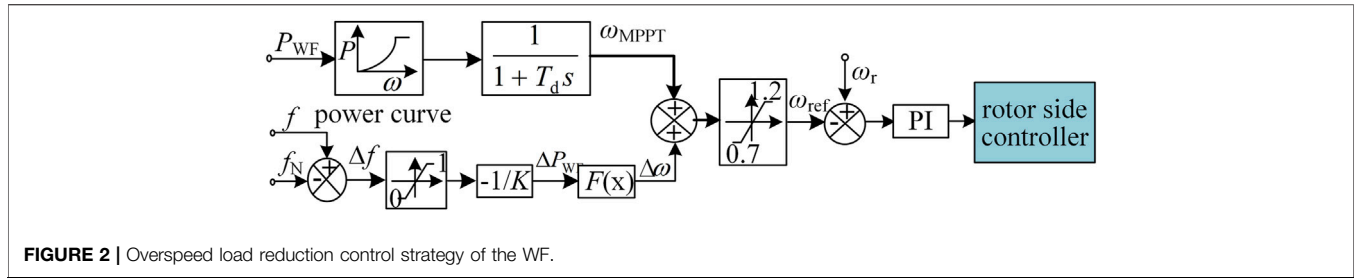 P_WF
P
ω
power curve
1
1 + T_d s
ω_MPPT
f
f_N
+
-
Δf
1
0
-1/K
ΔP_WF
F(x)
Δω
+
+
1.2
0.7
ω_ref
ω_r
+
-
PI
rotor side
controller
FIGURE 2 | Overspeed load reduction control strategy of the WF.